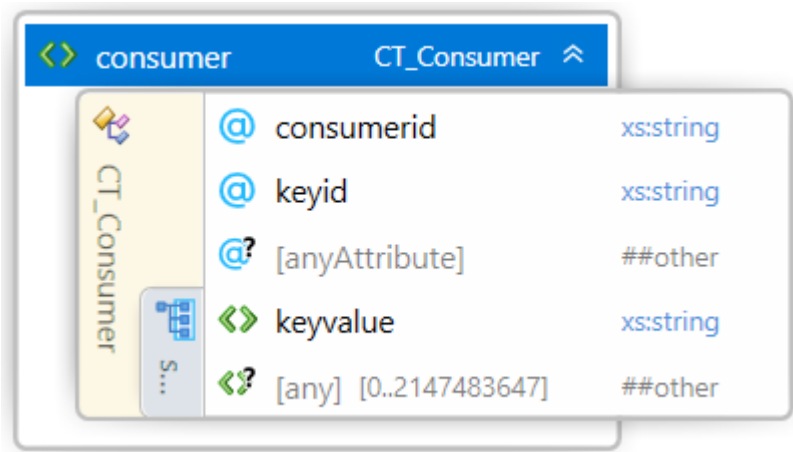 consumer CT_Consumer
CT_Consumer
@ consumerid xs:string
@ keyid xs:string
@? [anyAttribute] ##other
S...
keyvalue xs:string
? [any] [0..2147483647] ##other